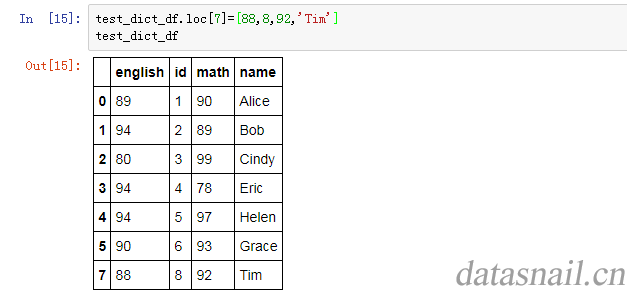 In [15]: test_dict_df.loc[7]=[88,8,92,'Tim']
test_dict_df
Out[15]:
english id math name
0 89 1 90 Alice
1 94 2 89 Bob
2 80 3 99 Cindy
3 94 4 78 Eric
4 94 5 97 Helen
5 90 6 93 Grace
7 88 8 92 Tim
datasnail.cn